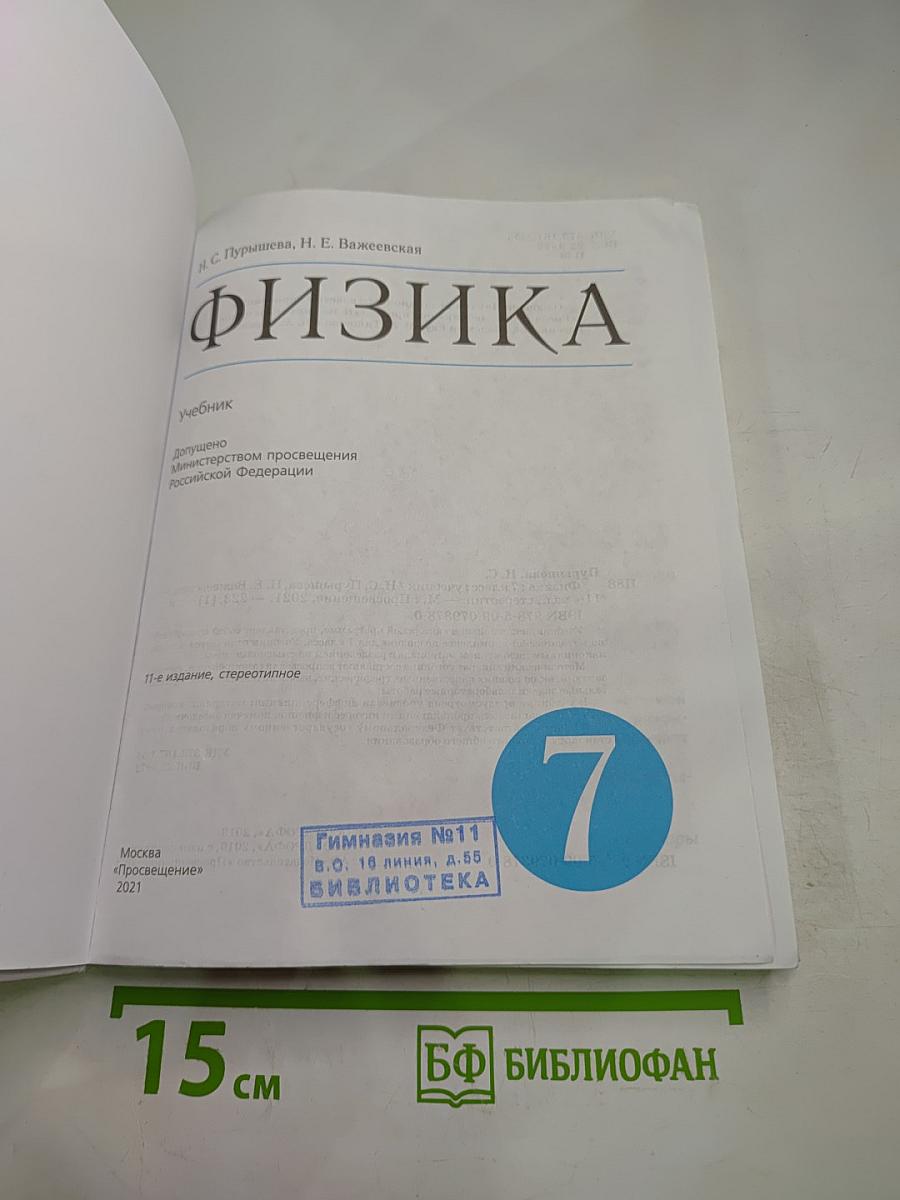 Н. С. Пурышева, Н. Е. Важеевская
ФИЗИКА
учебник
Допущено
Министерством просвещения
Российской Федерации
11-е издание, стереотипное
7
Гимназия №11
В.О. 16 линия, д.55
БИБЛИОТЕКА
Москва
«Просвещение»
2021
15 см
БФ БИБЛИОФАН